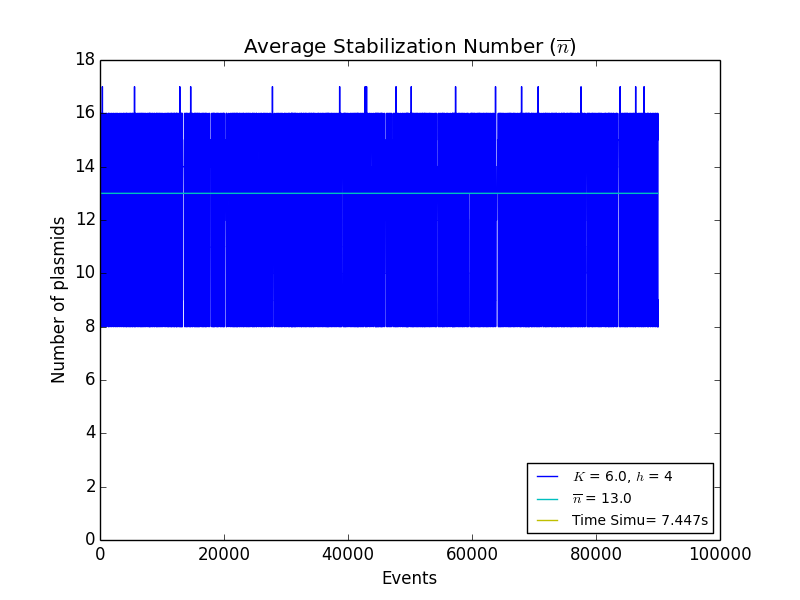 Average Stabilization Number (n̅)
Number of plasmids
18
16
14
12
10
8
6
4
2
0
K = 6.0, h = 4
n̅ = 13.0
Time Simu= 7.447s
0 20000 40000 60000 80000 100000
Events